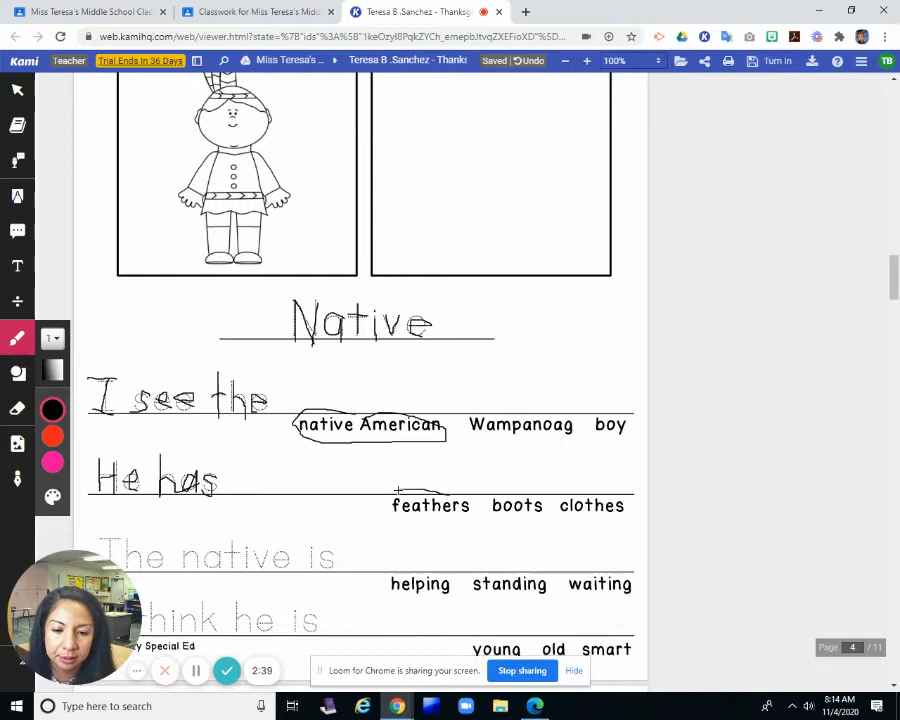 Miss Teresa's Middle School Clas
Classwork for Miss Teresa's Middl
Teresa B .Sanchez - Thanksg
web.kamihq.com/web/viewer.html?state=%7B"ids"%3A%5B"1keOzyI8PqkZYCh_emepbJtvqZXEFioXD"%5D...
Kami
Teacher
Trial Ends In 36 Days
Miss Teresa's ...
Teresa B .Sanchez - Thanks
Saved
Undo
100%
Turn In
TB
Native
I see the
native American Wampanoag boy
He has
feathers boots clothes
The native is
helping standing waiting
think he is
y Special Ed
young old smart
Page 4 / 11
2:39
Loom for Chrome is sharing your screen.
Stop sharing
Hide
Type here to search
8:14 AM
11/4/2020